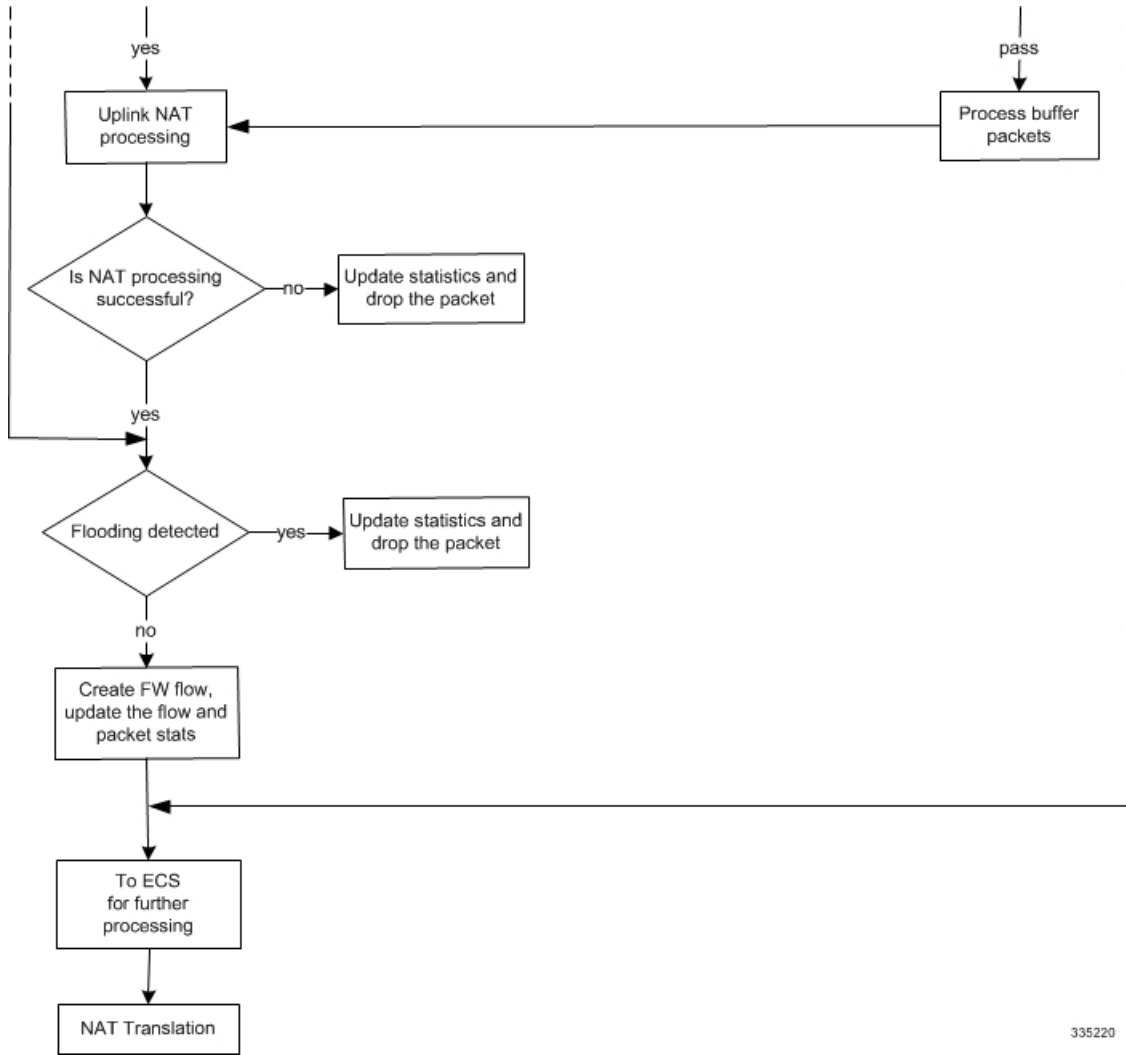 yes
pass
Uplink NAT
processing
Process buffer
packets
Is NAT processing
successful?
no
Update statistics and
drop the packet
yes
Flooding detected
yes
Update statistics and
drop the packet
no
Create FW flow,
update the flow and
packet stats
To ECS
for further
processing
NAT Translation
335220